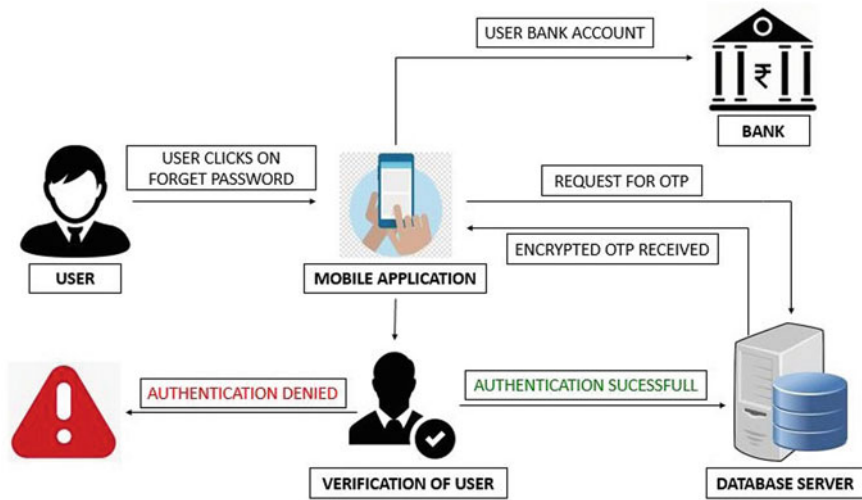 USER BANK ACCOUNT
₹
BANK
USER CLICKS ON
FORGET PASSWORD
REQUEST FOR OTP
ENCRYPTED OTP RECEIVED
USER
MOBILE APPLICATION
AUTHENTICATION DENIED
AUTHENTICATION SUCESSFULL
VERIFICATION OF USER
DATABASE SERVER